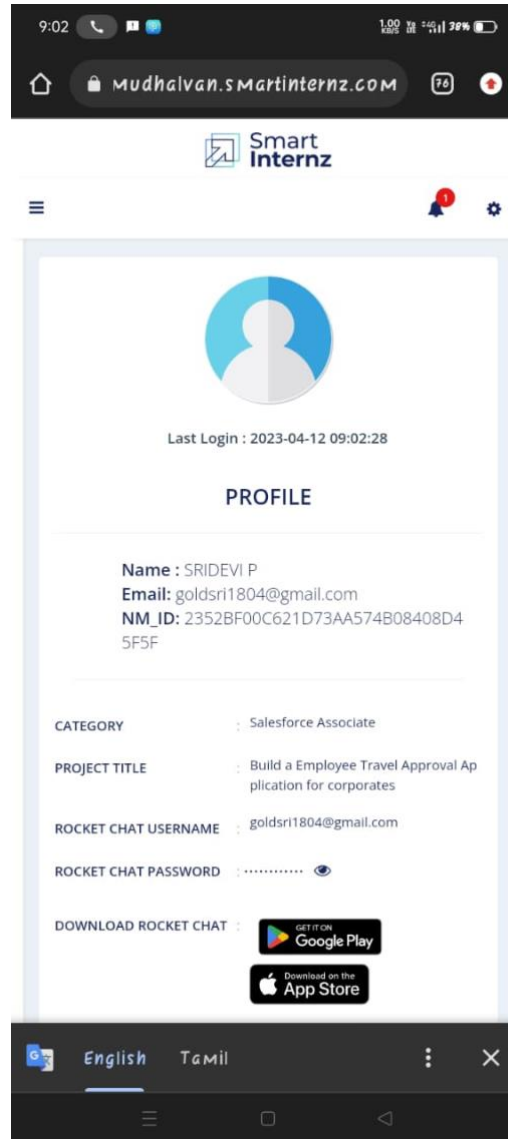 9:02
1.00 KB/S 38%
mudhalvan.smartinternz.com 76
Smart
Internz
1
Last Login : 2023-04-12 09:02:28
PROFILE
Name : SRIDEVI P
Email: goldsri1804@gmail.com
NM_ID: 2352BF00C621D73AA574B08408D4
5F5F
CATEGORY : Salesforce Associate
PROJECT TITLE : Build a Employee Travel Approval Ap
plication for corporates
ROCKET CHAT USERNAME : goldsri1804@gmail.com
ROCKET CHAT PASSWORD : ············
DOWNLOAD ROCKET CHAT :
GET IT ON
Google Play
Download on the
App Store
English Tamil